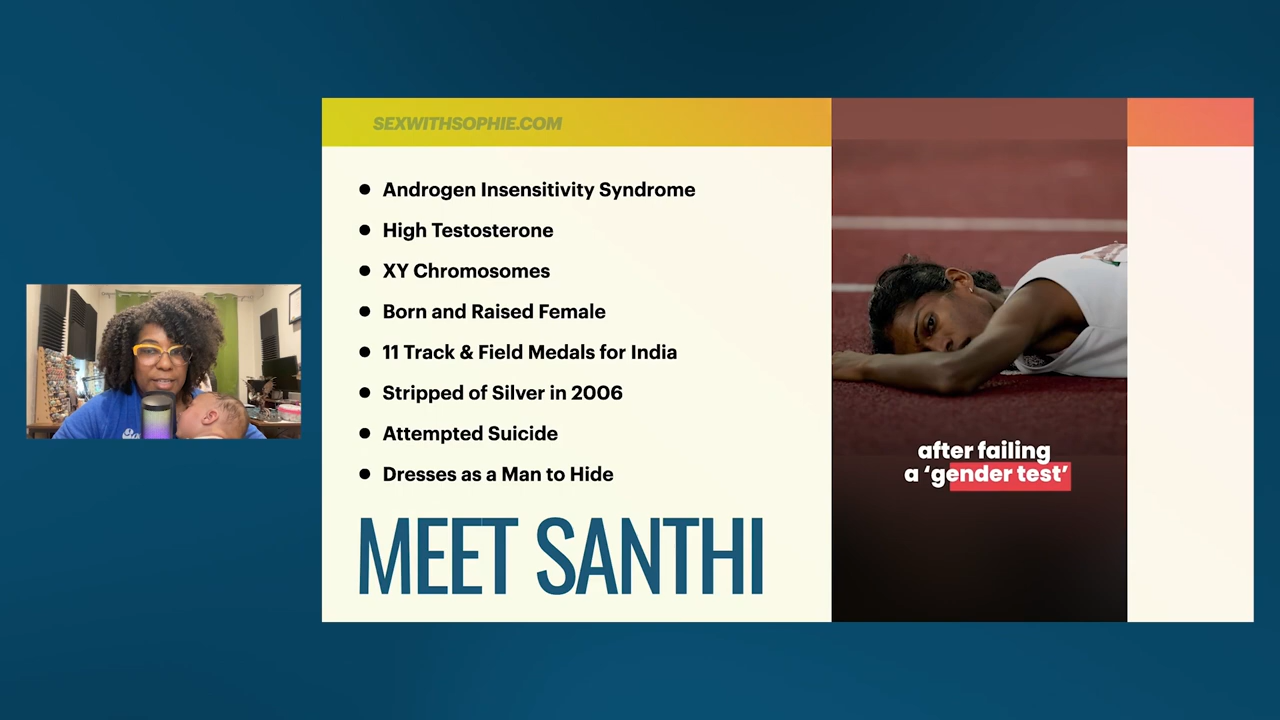 SEXWITHSOPHIE.COM
Androgen Insensitivity Syndrome
High Testosterone
XY Chromosomes
Born and Raised Female
11 Track & Field Medals for India
Stripped of Silver in 2006
Attempted Suicide
Dresses as a Man to Hide
MEET SANTHI
after failing
a ‘gender test’